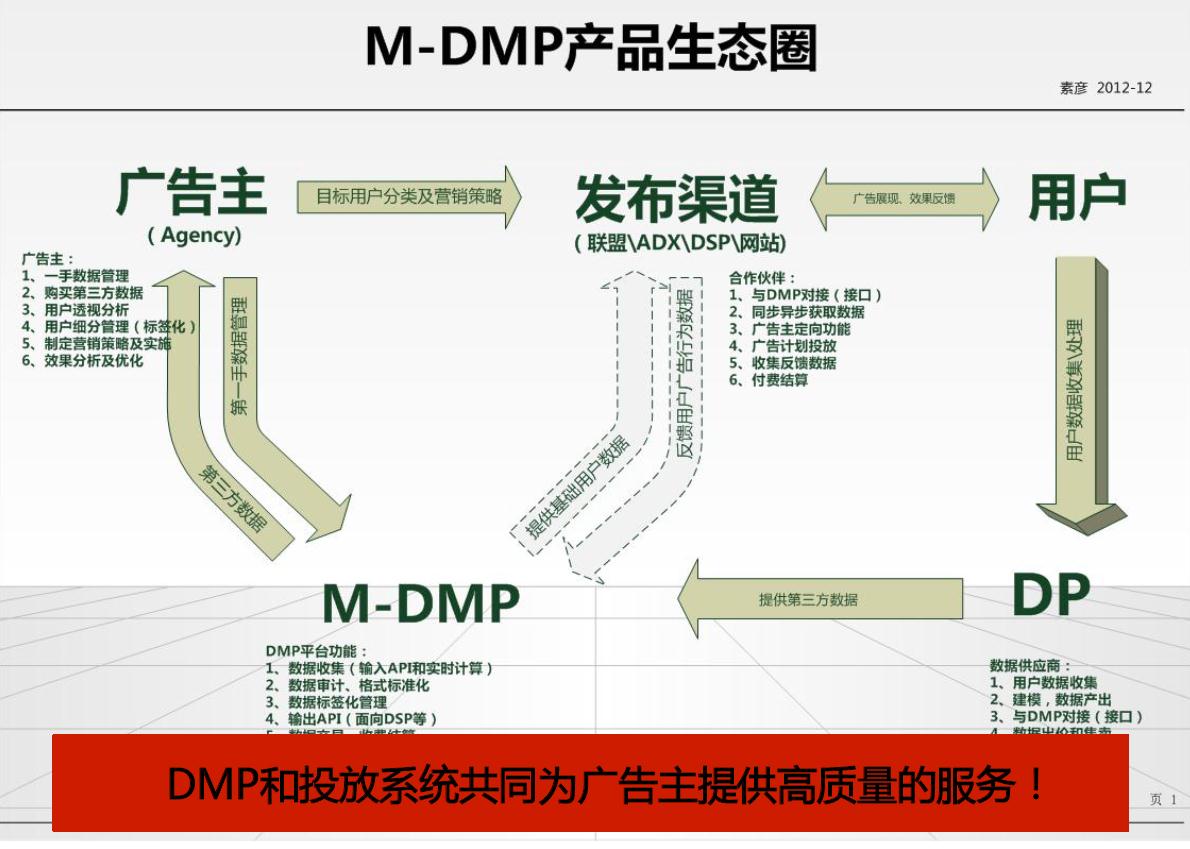 M-DMP产品生态圈
素彦 2012-12
广告主
(Agency)
目标用户分类及营销策略
发布渠道
(联盟\ADX\DSP\网站)
广告展现、效果反馈
用户
广告主：
1、一手数据管理
2、购买第三方数据
3、用户透视分析
4、用户细分管理（标签化）
5、制定营销策略及实施
6、效果分析及优化
第一手数据管理
第三方数据
提供基础用户数据
反馈用户广告行为数据
合作伙伴：
1、与DMP对接（接口）
2、同步异步获取数据
3、广告主定向功能
4、广告计划投放
5、收集反馈数据
6、付费结算
用户数据收集\处理
M-DMP
提供第三方数据
DP
DMP平台功能：
1、数据收集（输入API和实时计算）
2、数据审计、格式标准化
3、数据标签化管理
4、输出API（面向DSP等）
数据供应商：
1、用户数据收集
2、建模，数据产出
3、与DMP对接（接口）
DMP和投放系统共同为广告主提供高质量的服务！
页 1